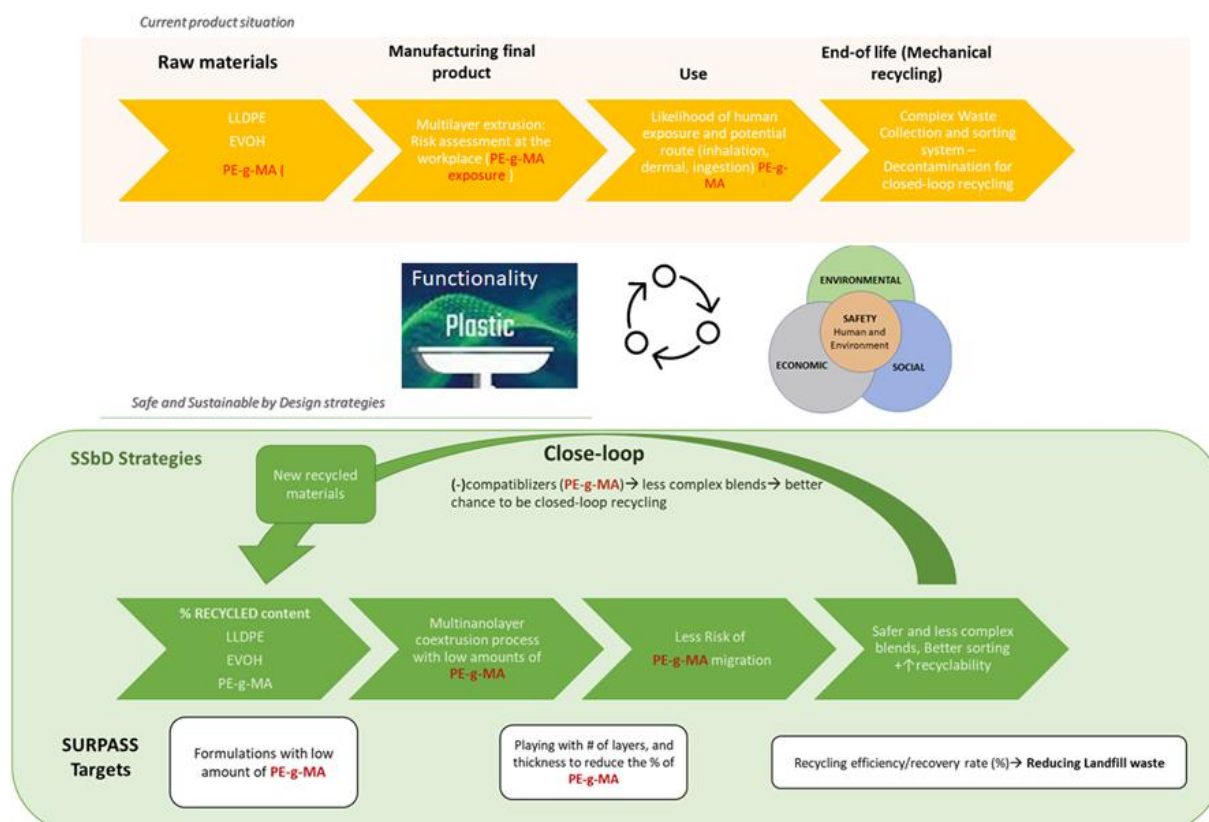 Current product situation
Raw materials
Manufacturing final
product
Use
End-of life (Mechanical
recycling)
LLDPE
EVOH
PE-g-MA (
Multilayer extrusion:
Risk assessment at the
workplace (PE-g-MA
exposure )
Likelihood of human
exposure and potential
route (inhalation,
dermal, ingestion) PE-g-
MA
Complex Waste
Collection and sorting
system –
Decontamination for
closed-loop recycling
Functionality
Plastic
ENVIRONMENTAL
SAFETY
Human and
Environment
ECONOMIC
SOCIAL
Safe and Sustainable by Design strategies
SSbD Strategies
New recycled
materials
Close-loop
(-)compatiblizers (PE-g-MA)→ less complex blends→ better
chance to be closed-loop recycling
% RECYCLED content
LLDPE
EVOH
PE-g-MA
Multinanolayer
coextrusion process
with low amounts of
PE-g-MA
Less Risk of
PE-g-MA migration
Safer and less complex
blends, Better sorting
+↑recyclability
SURPASS
Targets
Formulations with low
amount of PE-g-MA
Playing with # of layers, and
thickness to reduce the % of
PE-g-MA
Recycling efficiency/recovery rate (%)→ Reducing Landfill waste